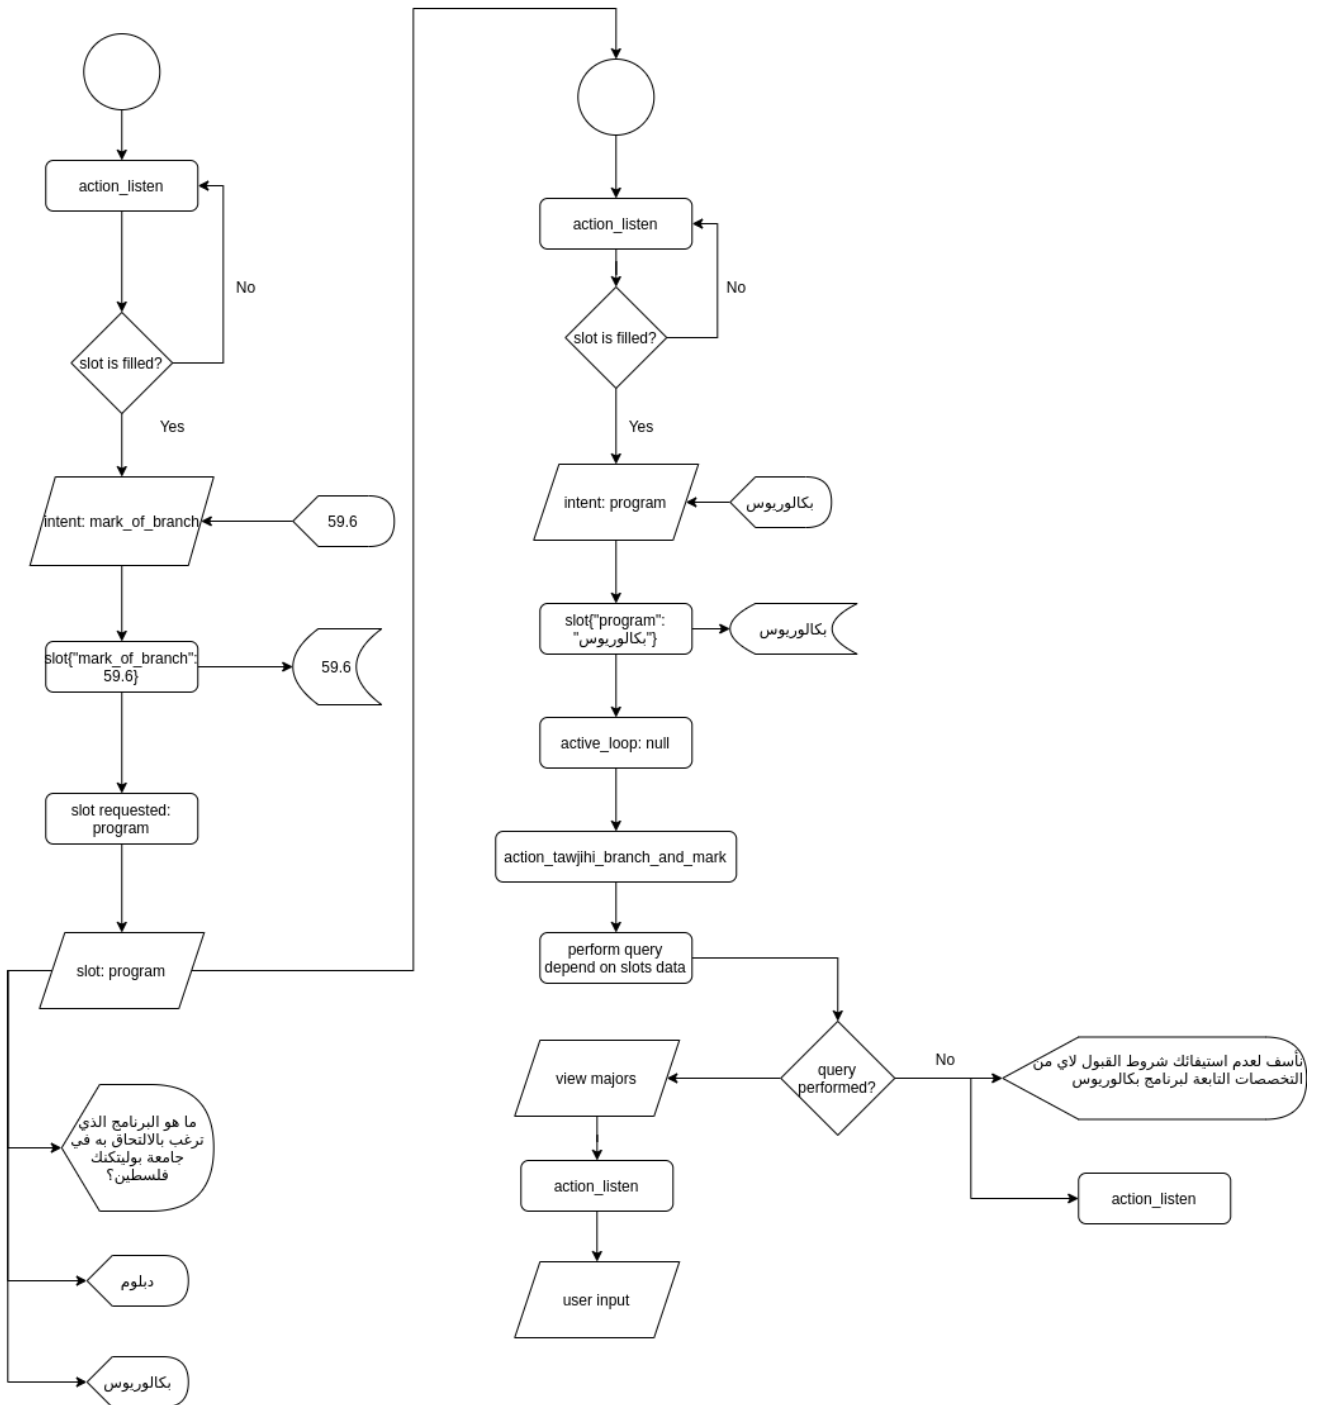 action_listen
No
slot is filled?
Yes
intent: mark_of_branch
59.6
slot{"mark_of_branch":
59.6}
59.6
slot requested:
program
slot: program
ما هو البرنامج الذي
ترغب بالالتحاق به في
جامعة بوليتكنك
فلسطين؟
دبلوم
بكالوريوس
action_listen
No
slot is filled?
Yes
intent: program
بكالوريوس
slot{"program":
"بكالوريوس"}
بكالوريوس
active_loop: null
action_tawjihi_branch_and_mark
perform query
depend on slots data
query
performed?
No
نأسف لعدم استيفائك شروط القبول لاي من
التخصصات التابعة لبرنامج بكالوريوس
action_listen
view majors
action_listen
user input